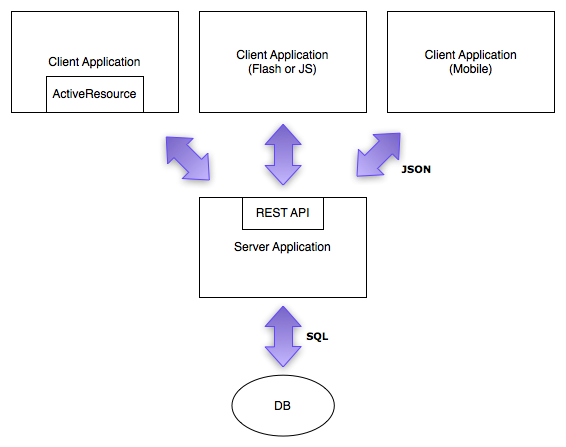 Client Application
ActiveResource
Client Application
(Flash or JS)
Client Application
(Mobile)
JSON
REST API
Server Application
SQL
DB